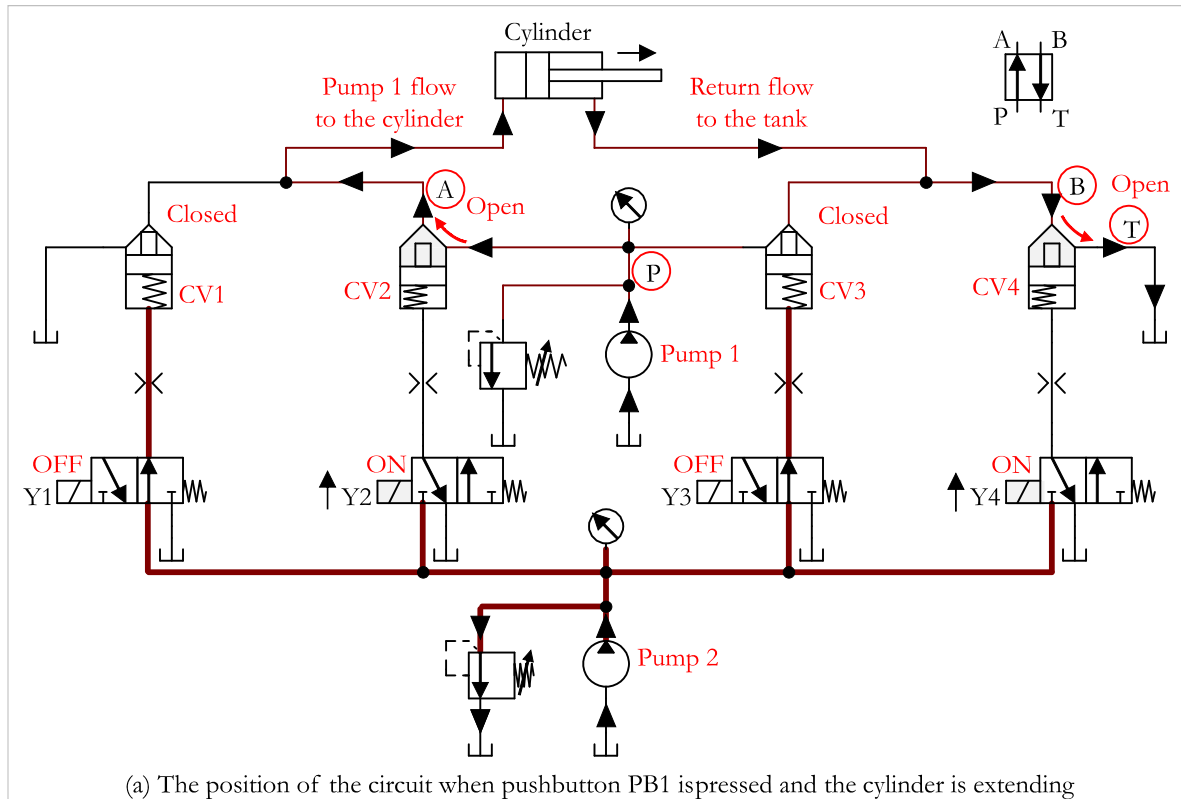 Cylinder
A B
Pump 1 flow
to the cylinder
Return flow
to the tank
P T
A
B
Open
Closed
Open
Closed
T
P
CV1
CV2
CV3
CV4
Pump 1
OFF
ON
OFF
ON
Y1
Y2
Y3
Y4
Pump 2
(a) The position of the circuit when pushbutton PB1 ispressed and the cylinder is extending